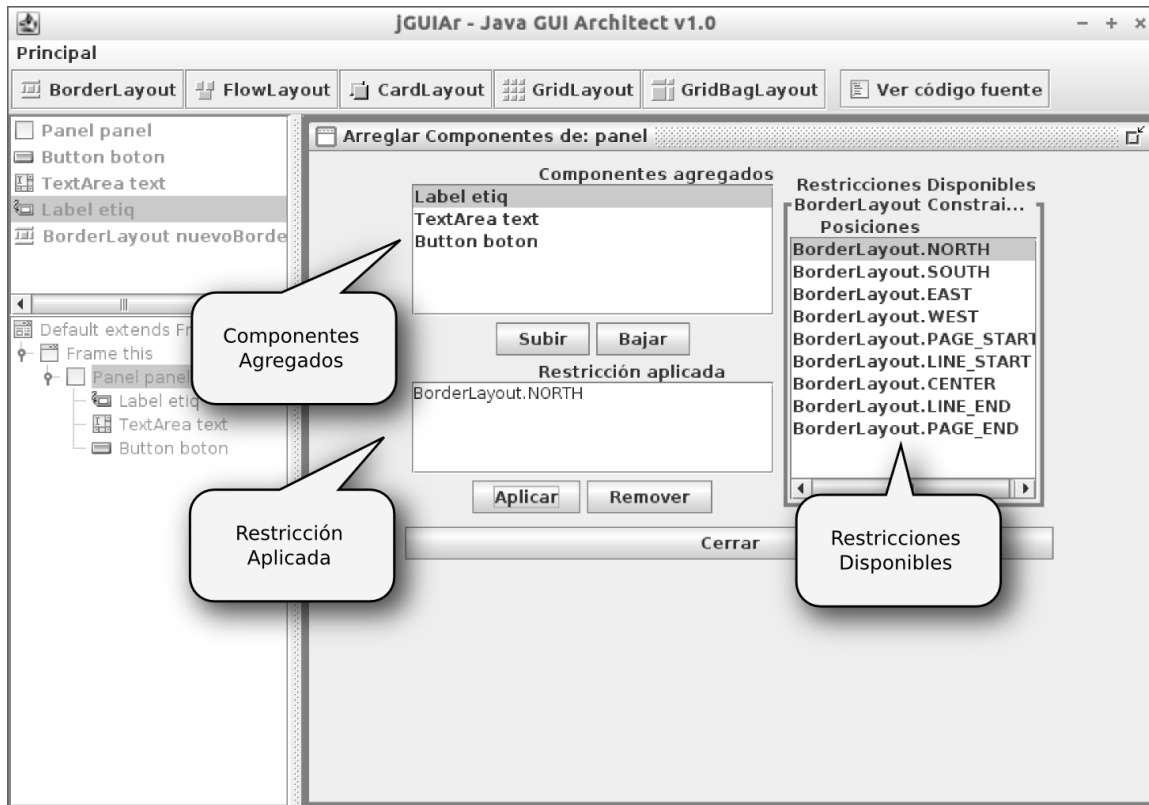 jGUIAr - Java GUI Architect v1.0
Principal
BorderLayout FlowLayout CardLayout GridLayout GridBagLayout Ver código fuente
Panel panel
Button boton
TextArea text
Label etiq
BorderLayout nuevoBorde
Default extends Fr
Frame this
Panel panel
Label etiq
TextArea text
Button boton
Arreglar Componentes de: panel
Componentes agregados
Label etiq
TextArea text
Button boton
Subir Bajar
Restricción aplicada
BorderLayout.NORTH
Aplicar Remover
Restricciones Disponibles
BorderLayout Constrai...
Posiciones
BorderLayout.NORTH
BorderLayout.SOUTH
BorderLayout.EAST
BorderLayout.WEST
BorderLayout.PAGE_START
BorderLayout.LINE_START
BorderLayout.CENTER
BorderLayout.LINE_END
BorderLayout.PAGE_END
Cerrar
Componentes
Agregados
Restricción
Aplicada
Restricciones
Disponibles